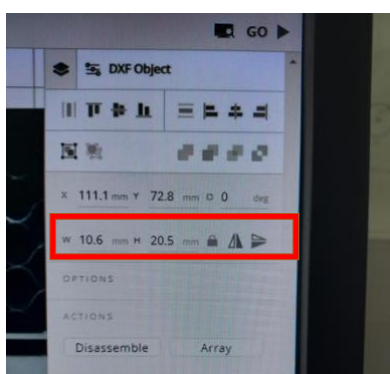 GO
DXF Object
X 111.1 mm Y 72.8 mm 0 deg
W 10.6 mm H 20.5 mm
OPTIONS
ACTIONS
Disassemble Array